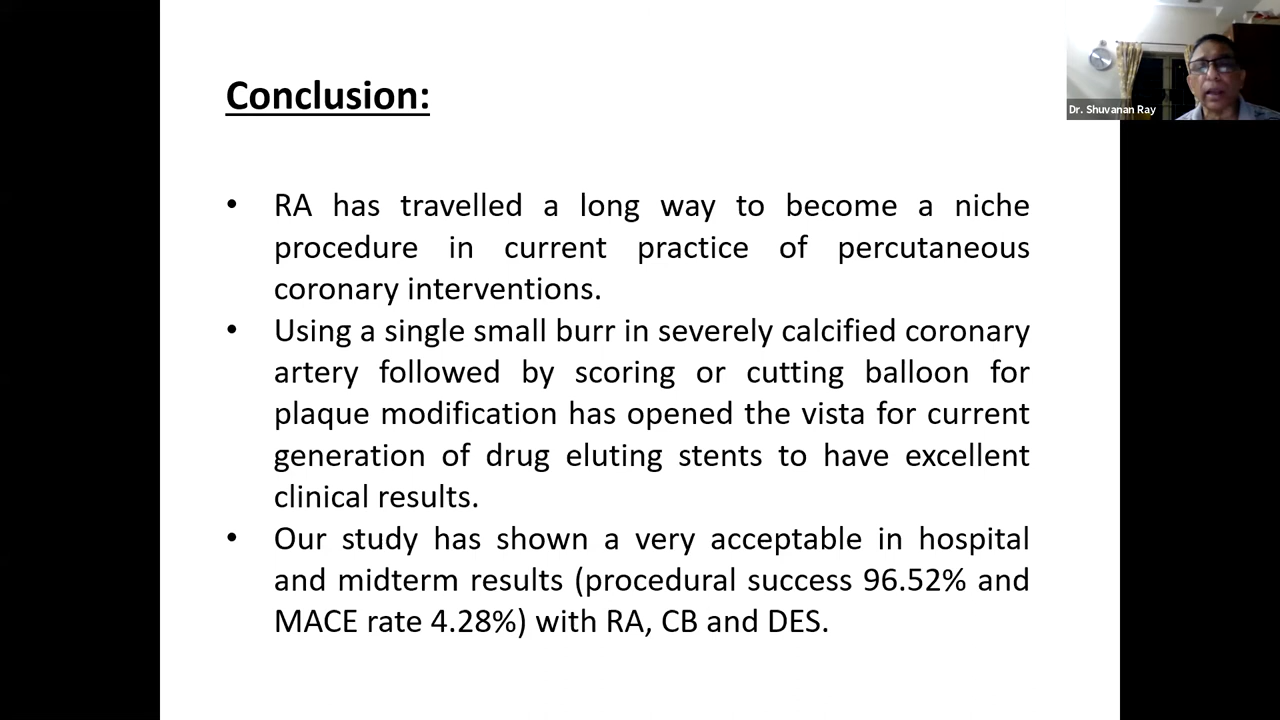 Conclusion:
Dr. Shuvanan Ray
• RA has travelled a long way to become a niche
procedure in current practice of percutaneous
coronary interventions.
• Using a single small burr in severely calcified coronary
artery followed by scoring or cutting balloon for
plaque modification has opened the vista for current
generation of drug eluting stents to have excellent
clinical results.
• Our study has shown a very acceptable in hospital
and midterm results (procedural success 96.52% and
MACE rate 4.28%) with RA, CB and DES.